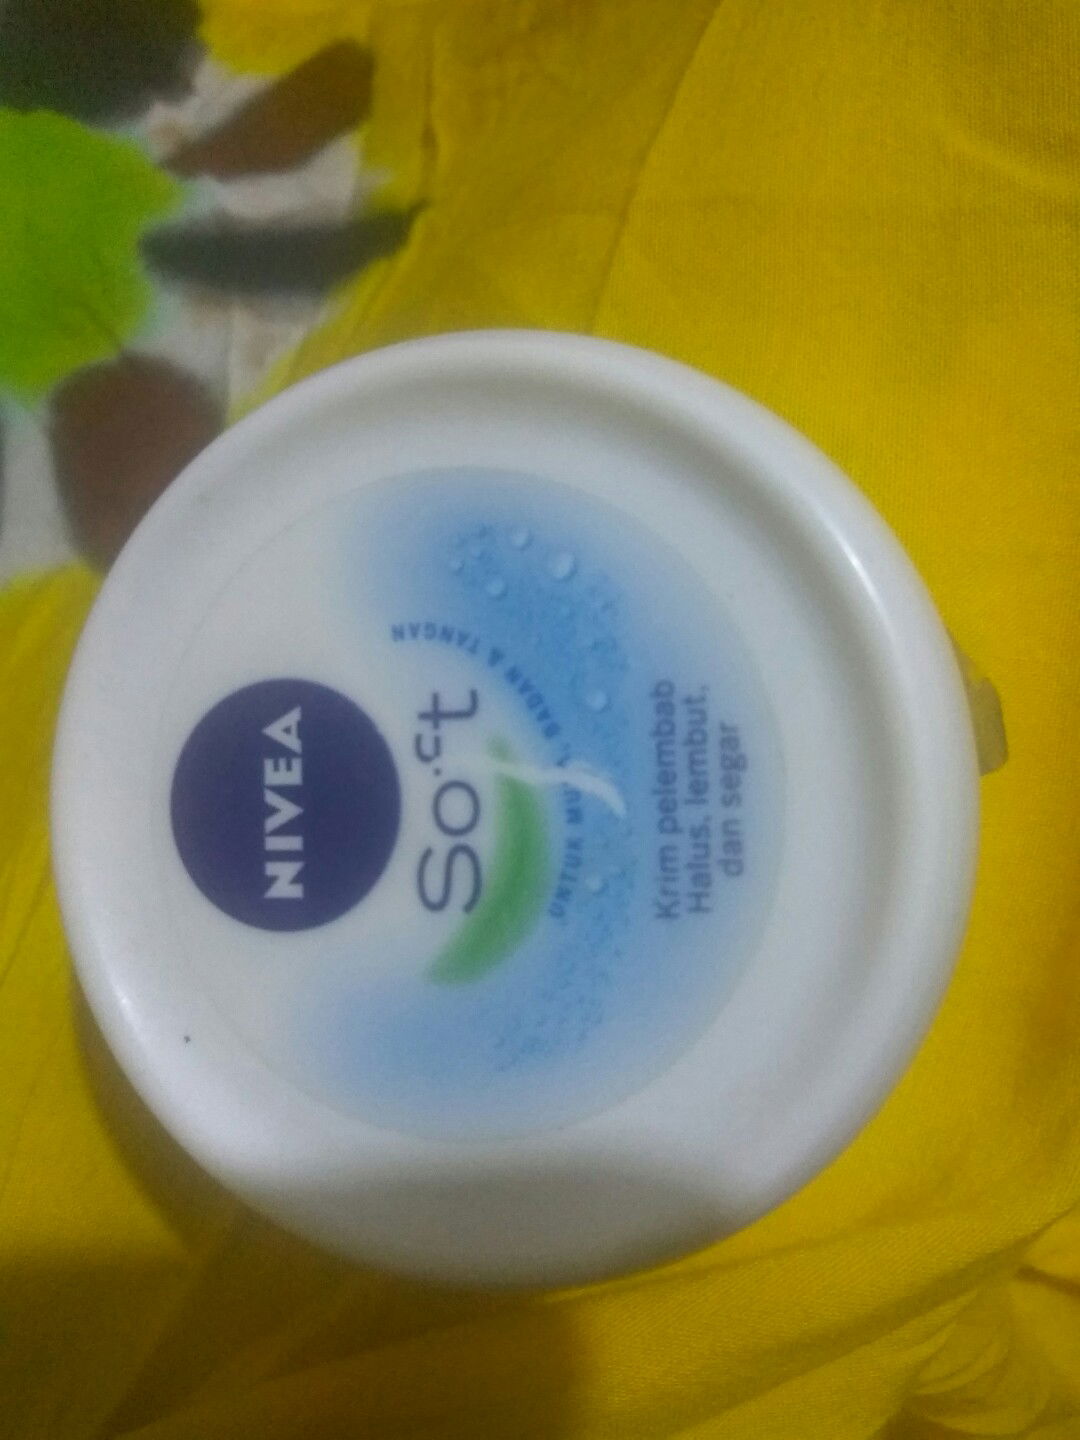 NIVEA
Soft
UNTUK BADAN & TANGAN
Krim pelembab
Halus, lembut,
dan segar